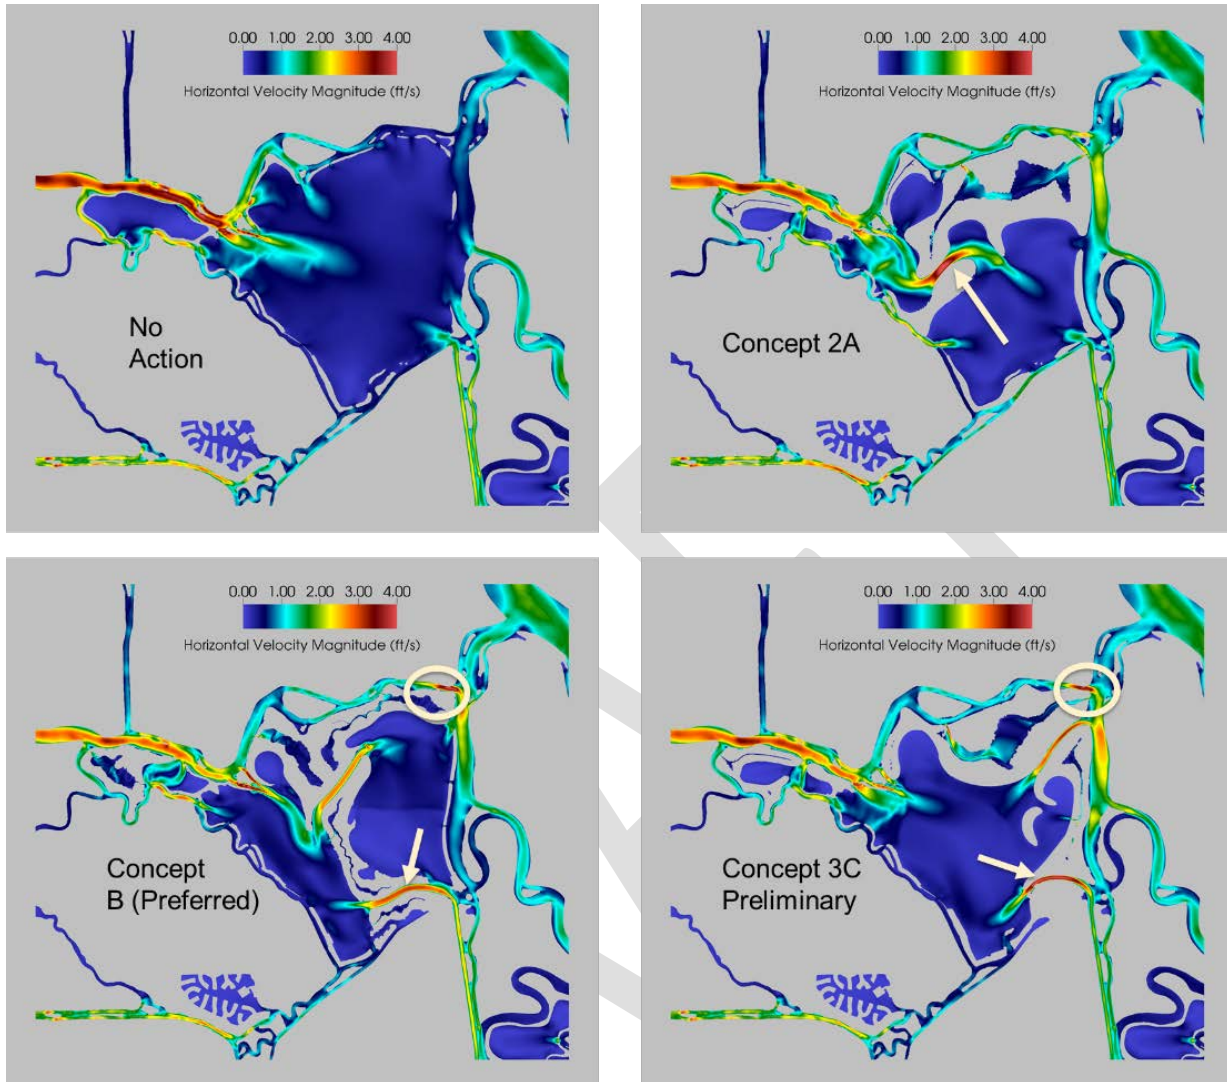 0.00 1.00 2.00 3.00 4.00
Horizontal Velocity Magnitude (ft/s)
No
Action
0.00 1.00 2.00 3.00 4.00
Horizontal Velocity Magnitude (ft/s)
Concept 2A
0.00 1.00 2.00 3.00 4.00
Horizontal Velocity Magnitude (ft/s)
Concept
B (Preferred)
0.00 1.00 2.00 3.00 4.00
Horizontal Velocity Magnitude (ft/s)
Concept 3C
Preliminary